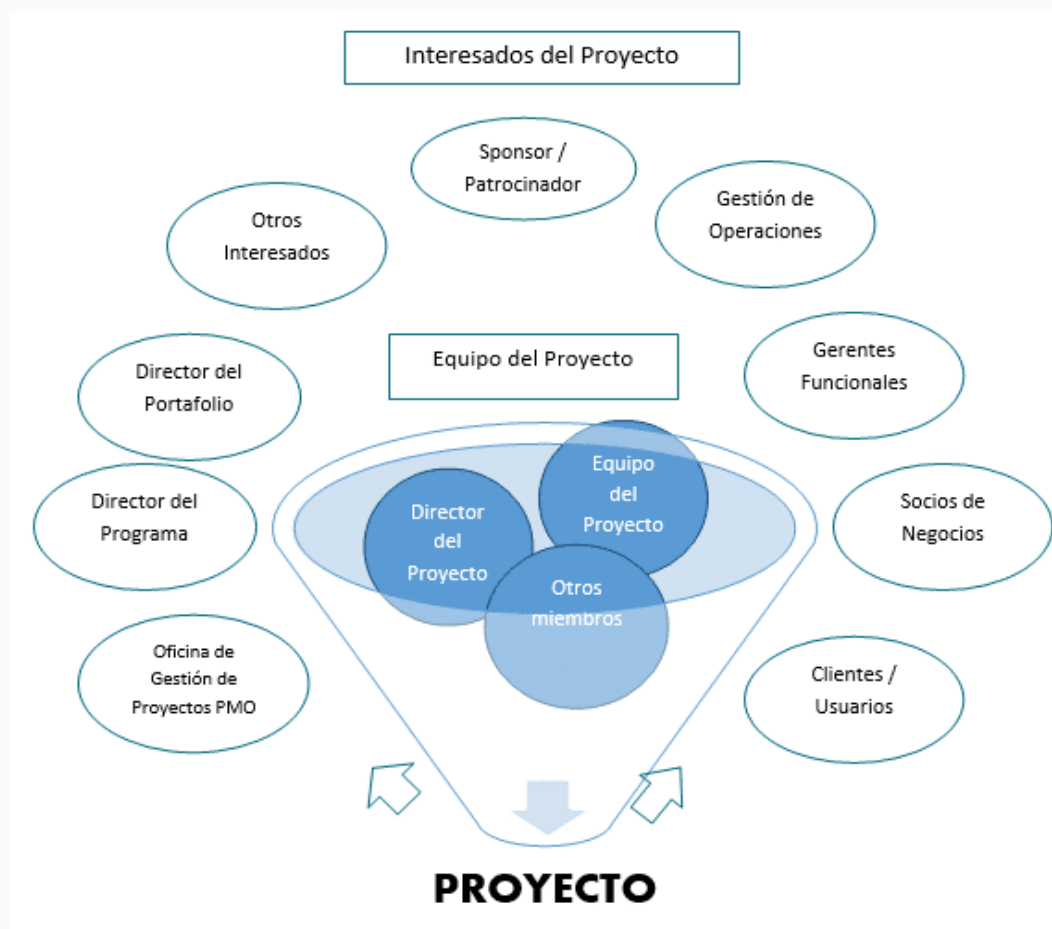 Interesados del Proyecto
Sponsor /
Patrocinador
Gestión de
Operaciones
Otros
Interesados
Equipo del Proyecto
Gerentes
Funcionales
Director del
Portafolio
Equipo
del
Proyecto
Director
del
Proyecto
Director del
Programa
Socios de
Negocios
Otros
miembros
Oficina de
Gestión de
Proyectos PMO
Clientes /
Usuarios
PROYECTO